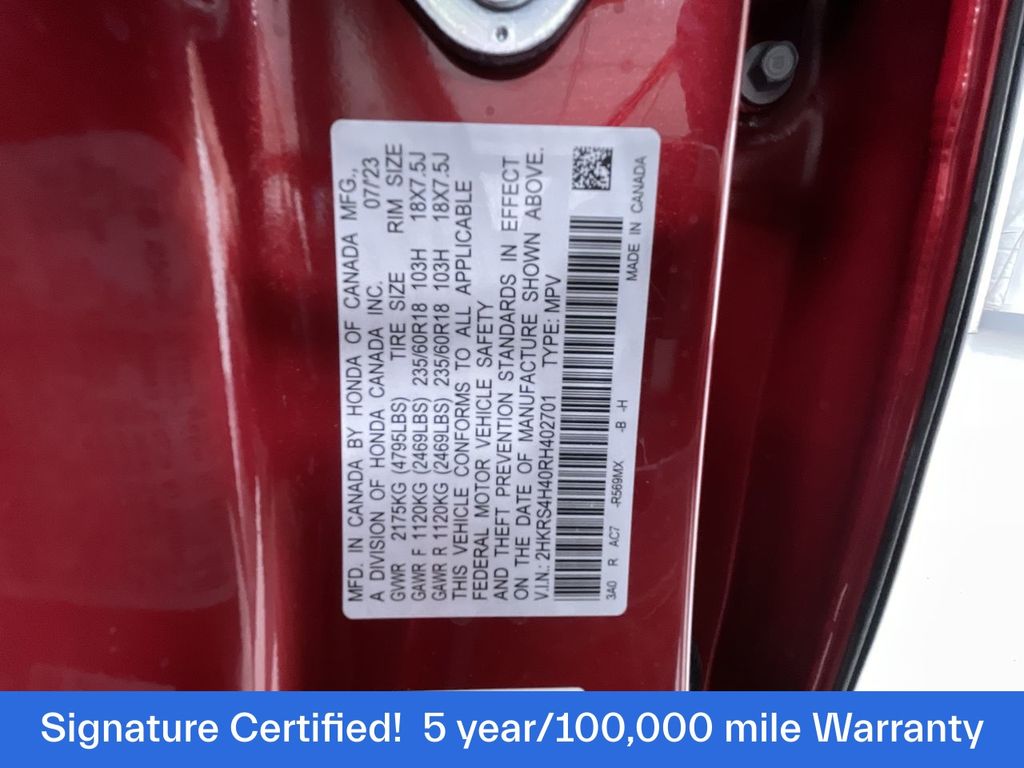 MFD. IN CANADA BY HONDA OF CANADA MFG.,
A DIVISION OF HONDA CANADA INC. 07/23
GVWR 2175KG (4795LBS) TIRE SIZE RIM SIZE
GAWR F 1120KG (2469LBS) 235/60R18 103H 18X7.5J
GAWR R 1120KG (2469LBS) 235/60R18 103H 18X7.5J
THIS VEHICLE CONFORMS TO ALL APPLICABLE
FEDERAL MOTOR VEHICLE SAFETY
AND THEFT PREVENTION STANDARDS IN EFFECT
ON THE DATE OF MANUFACTURE SHOWN ABOVE.
V.I.N.: 2HKRS4H40RH402701 TYPE: MPV
3A0 R AC7 -R569MX -B -H
MADE IN CANADA
Signature Certified! 5 year/100,000 mile Warranty